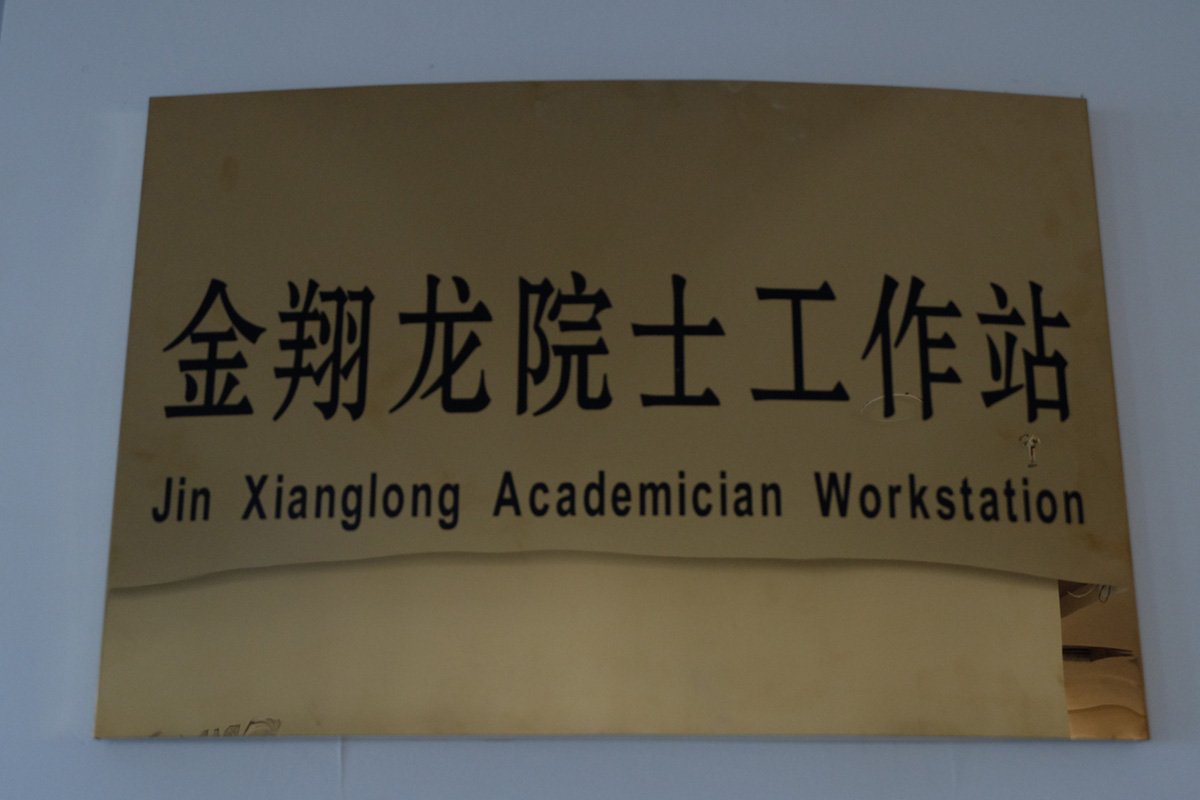 金翔龙院士工作站
Jin Xianglong Academician Workstation